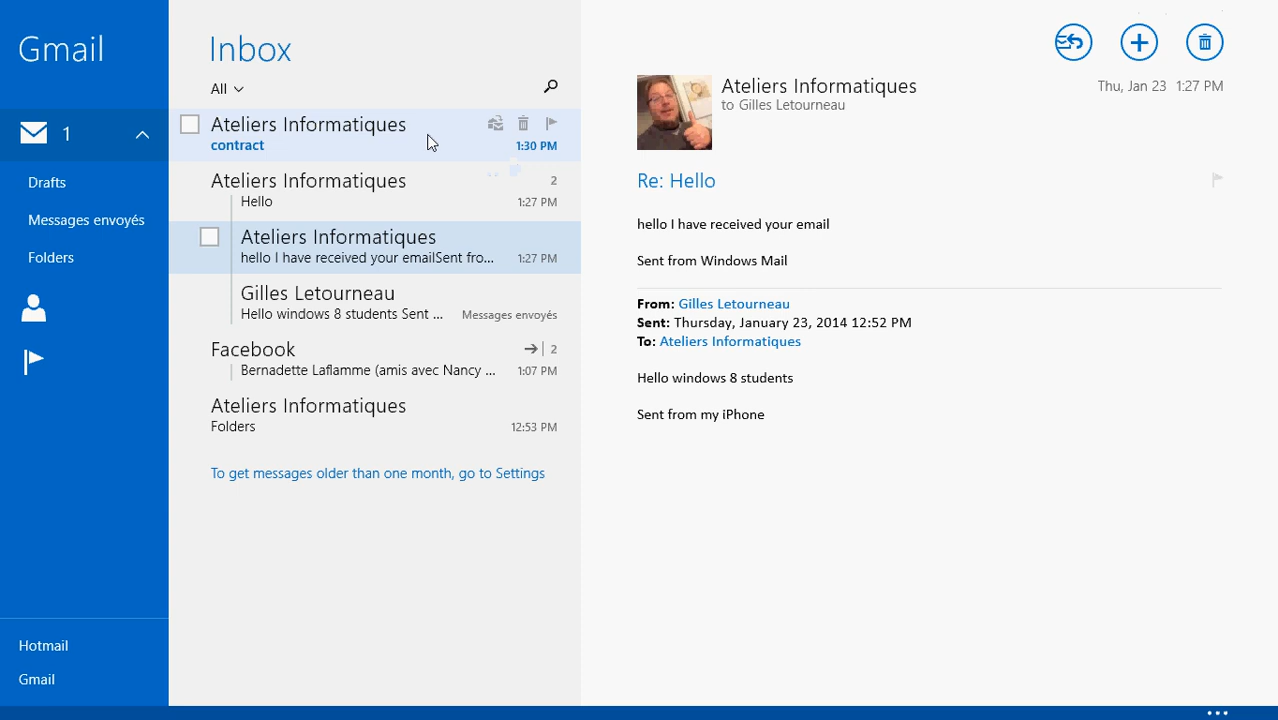 Gmail
1
Drafts
Messages envoyés
Folders
Hotmail
Gmail
Inbox
All
Ateliers Informatiques
contract 1:30 PM
Ateliers Informatiques 2
Hello 1:27 PM
Ateliers Informatiques
hello I have received your emailSent fro... 1:27 PM
Gilles Letourneau
Hello windows 8 students Sent ... Messages envoyés
Facebook 2
Bernadette Laflamme (amis avec Nancy ... 1:07 PM
Ateliers Informatiques
Folders 12:53 PM
To get messages older than one month, go to Settings
Ateliers Informatiques Thu, Jan 23 1:27 PM
to Gilles Letourneau
Re: Hello
hello I have received your email
Sent from Windows Mail
From: Gilles Letourneau
Sent: Thursday, January 23, 2014 12:52 PM
To: Ateliers Informatiques
Hello windows 8 students
Sent from my iPhone